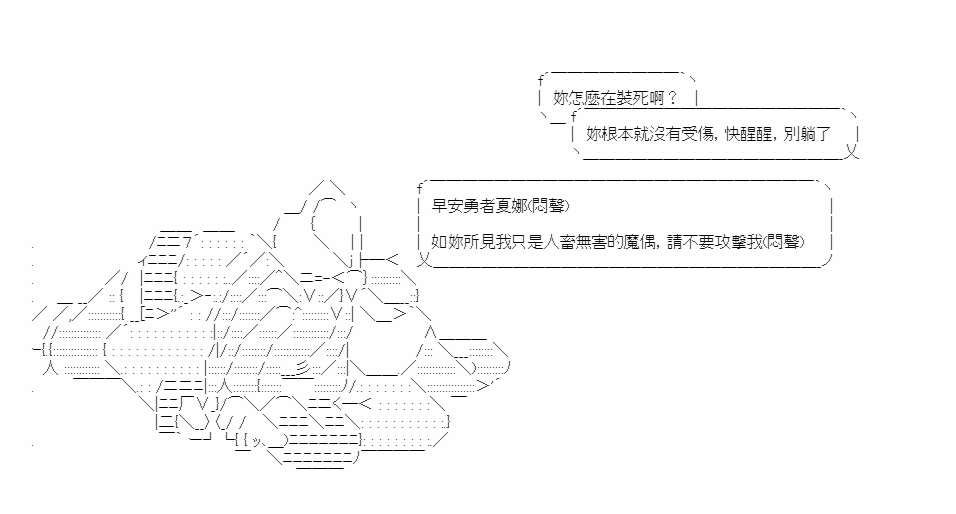 妳怎麼在裝死啊？
妳根本就沒有受傷，快醒醒，別躺了
早安勇者夏娜(悶聲)
如妳所見我只是人畜無害的魔偶，請不要攻擊我(悶聲)